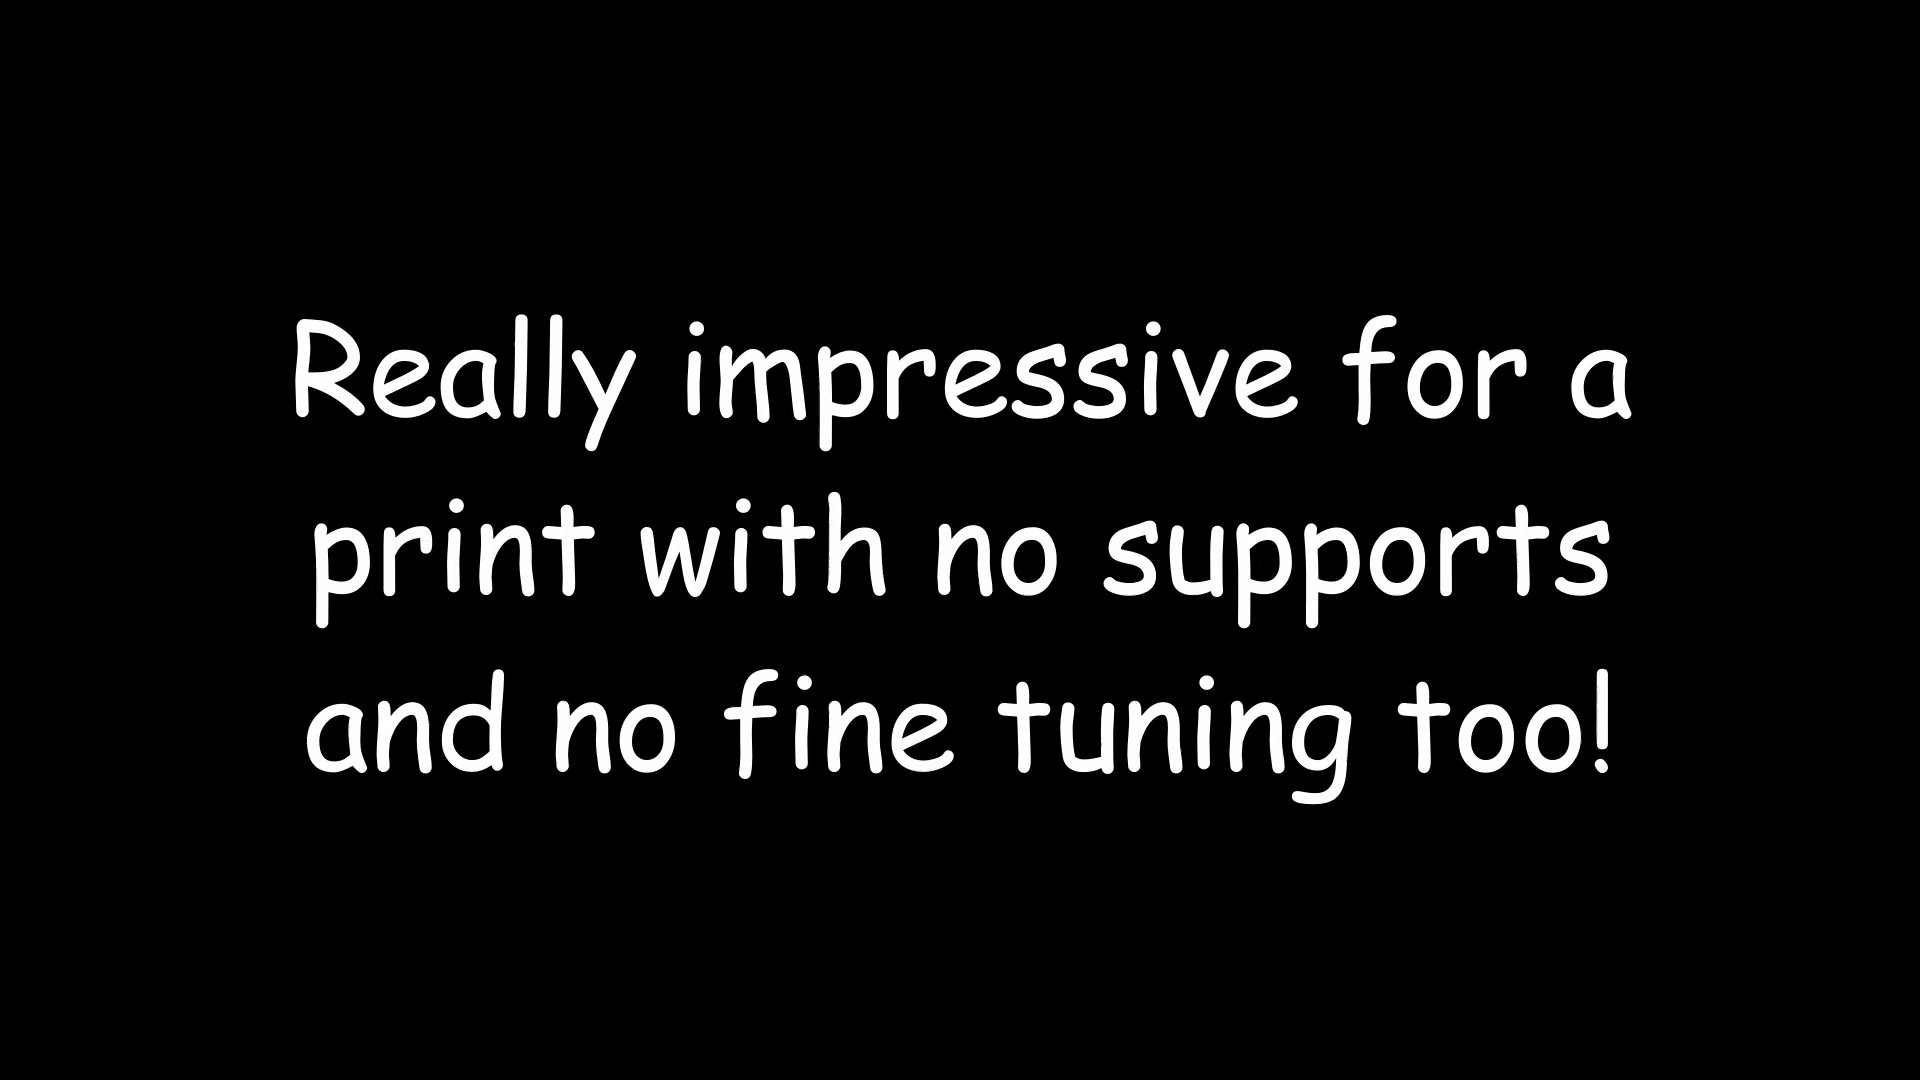 Really impressive for a
print with no supports
and no fine tuning too!